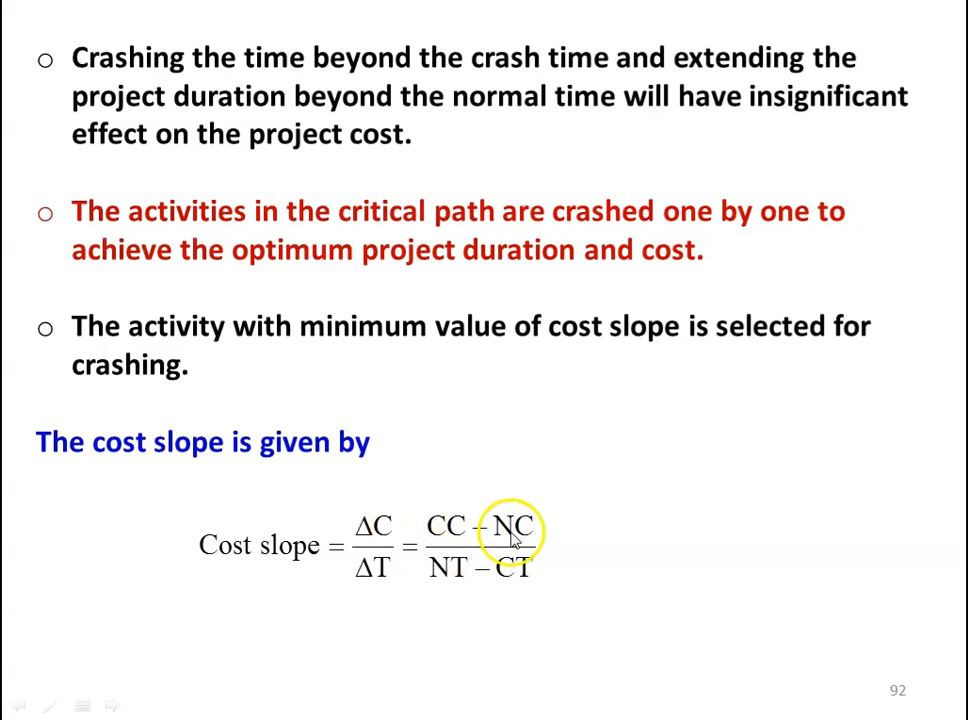 ○ Crashing the time beyond the crash time and extending the
project duration beyond the normal time will have insignificant
effect on the project cost.
○ The activities in the critical path are crashed one by one to
achieve the optimum project duration and cost.
○ The activity with minimum value of cost slope is selected for
crashing.
The cost slope is given by
Cost slope = ΔC/ΔT = (CC – NC)/(NT – CT)
92